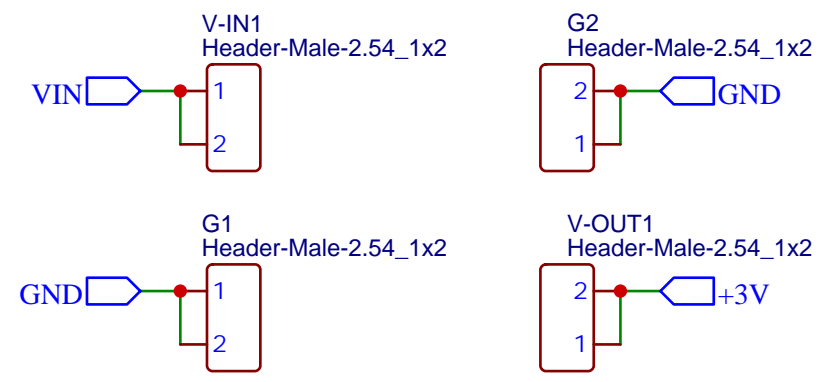 V-IN1
Header-Male-2.54_1x2
VIN
1
2
G2
Header-Male-2.54_1x2
2
GND
1
G1
Header-Male-2.54_1x2
GND
1
2
V-OUT1
Header-Male-2.54_1x2
2
+3V
1